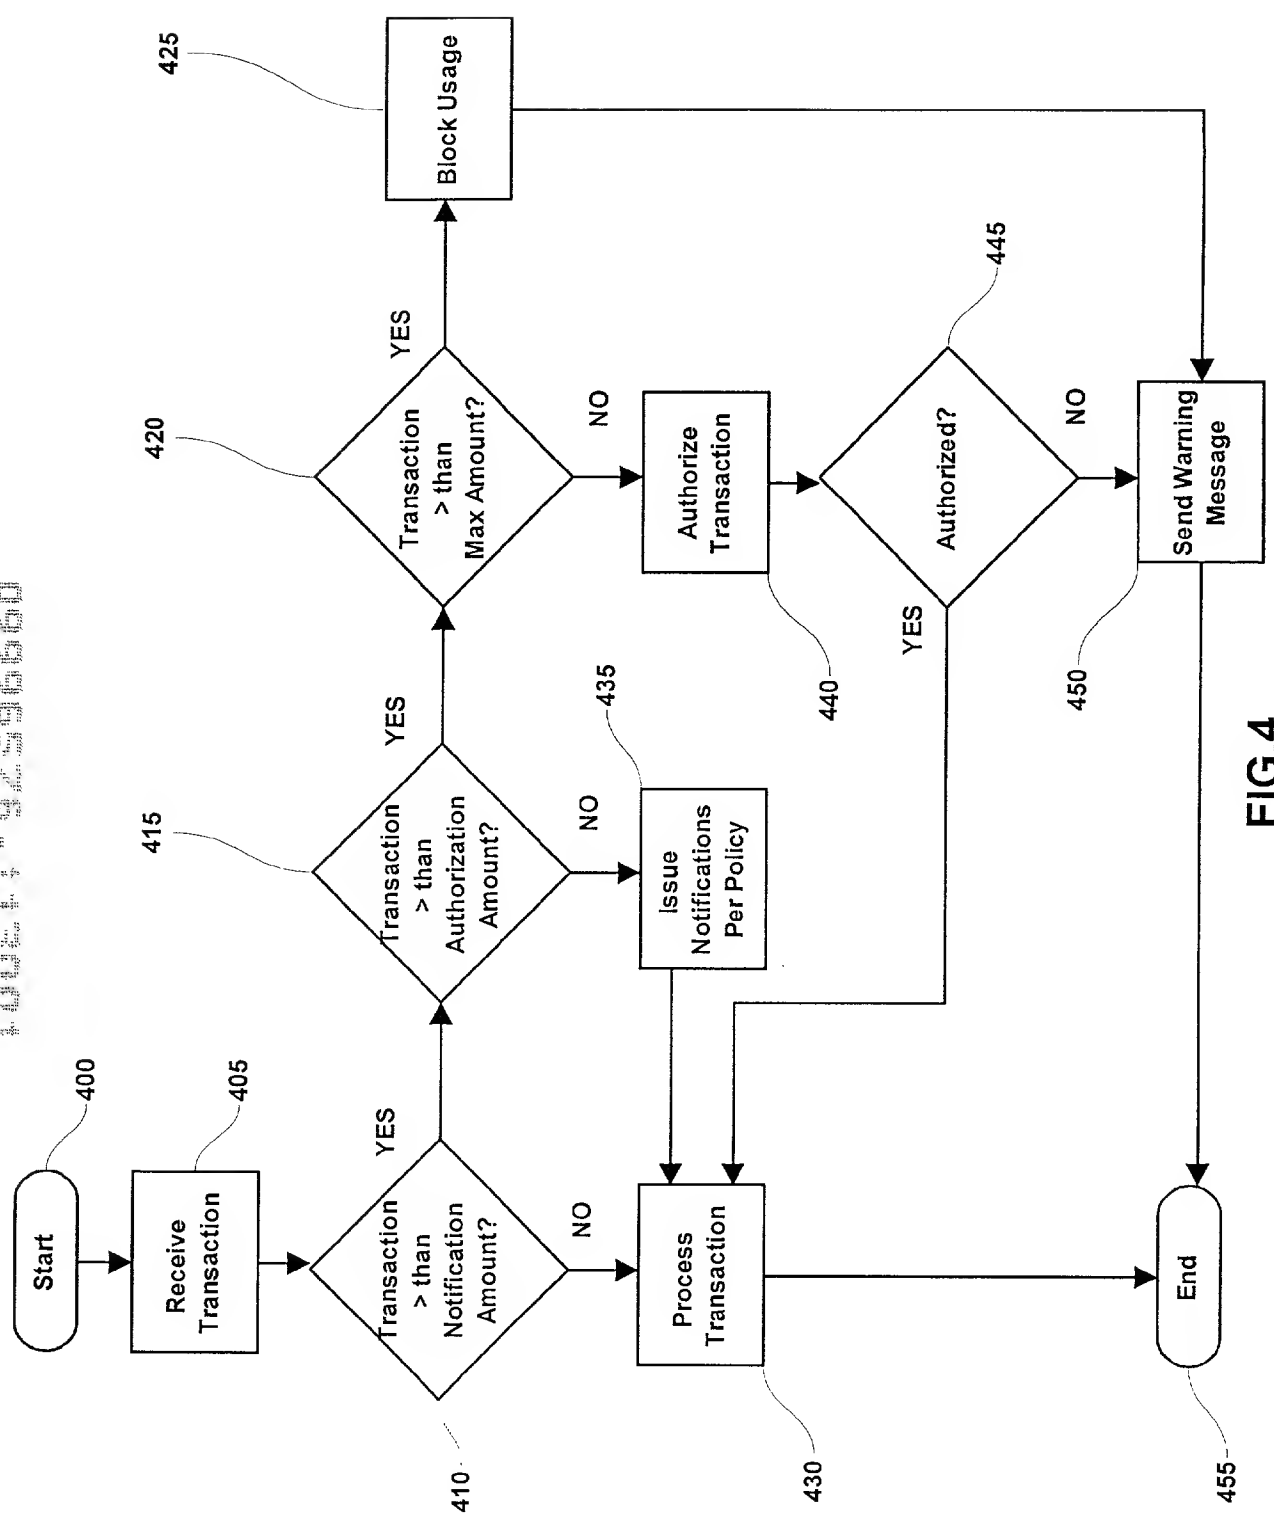 400
Start
405
Receive
Transaction
410
Transaction
> than
Notification
Amount?
YES
NO
415
Transaction
> than
Authorization
Amount?
YES
NO
420
Transaction
> than
Max Amount?
YES
NO
425
Block Usage
430
Process
Transaction
435
Issue
Notifications
Per Policy
440
Authorize
Transaction
445
Authorized?
YES
NO
450
Send Warning
Message
455
End
FIG 4